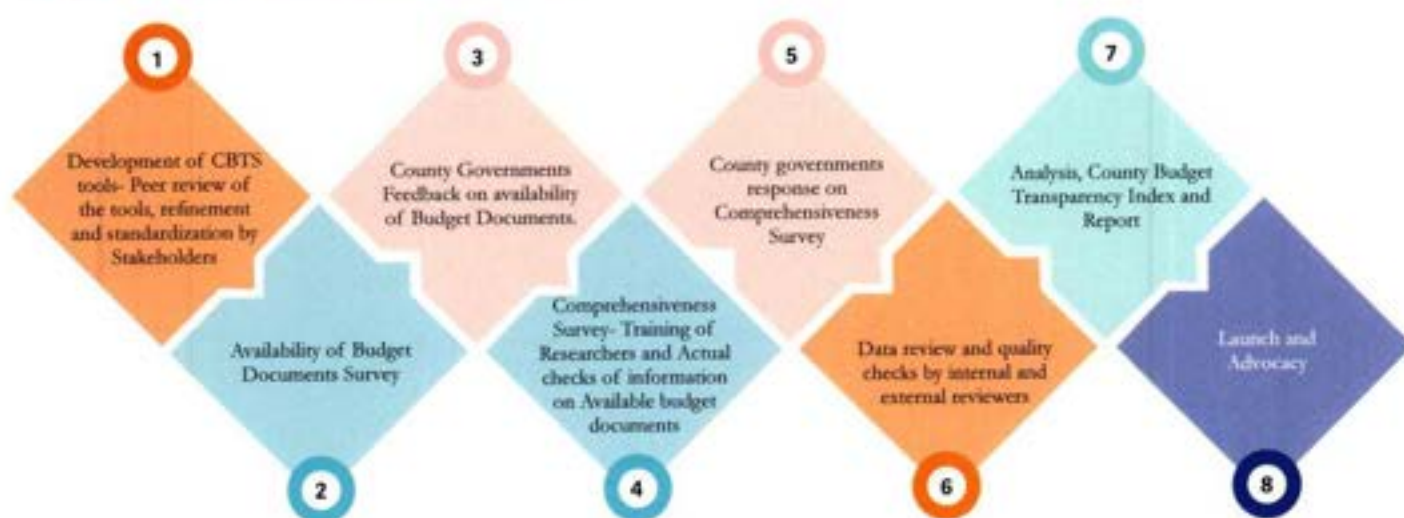 1
Development of CBTS
tools- Peer review of
the tools, refinement
and standardization by
Stakeholders
2
Availability of Budget
Documents Survey
3
County Governments
Feedback on availability
of Budget Documents.
4
Comprehensiveness
Survey- Training of
Researchers and Actual
checks of information
on Available budget
documents
5
County governments
response on
Comprehensiveness
Survey
6
Data review and quality
checks by internal and
external reviewers
7
Analysis, County Budget
Transparency Index and
Report
8
Launch and
Advocacy